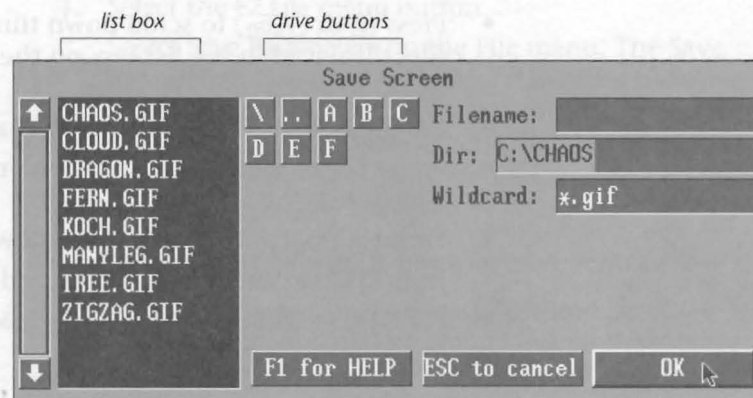 list box
drive buttons
Save Screen
CHAOS.GIF
CLOUD.GIF
DRAGON.GIF
FERN.GIF
KOCH.GIF
MANYLEG.GIF
TREE.GIF
ZIGZAG.GIF
\ .. A B C
D E F
Filename:
Dir: C:\CHAOS
Wildcard: *.gif
F1 for HELP
ESC to cancel
OK